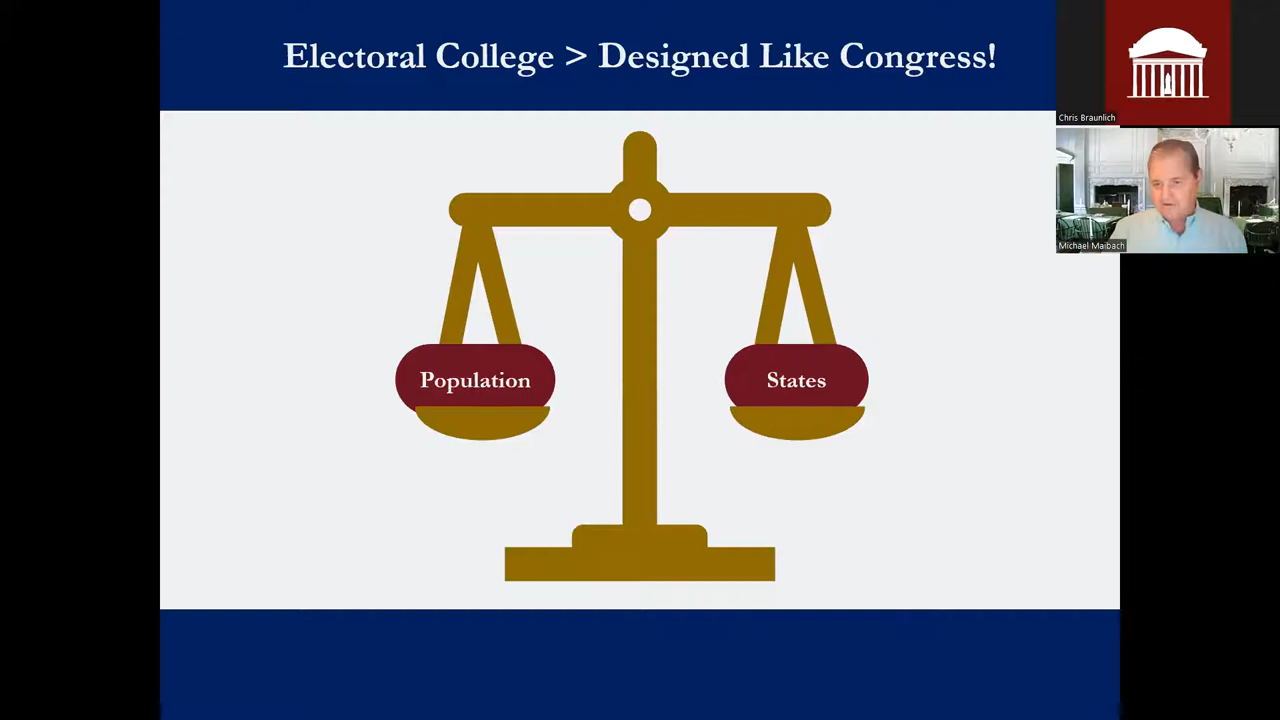 Electoral College > Designed Like Congress!
Chris Braunlich
Michael Maibach
Population
States